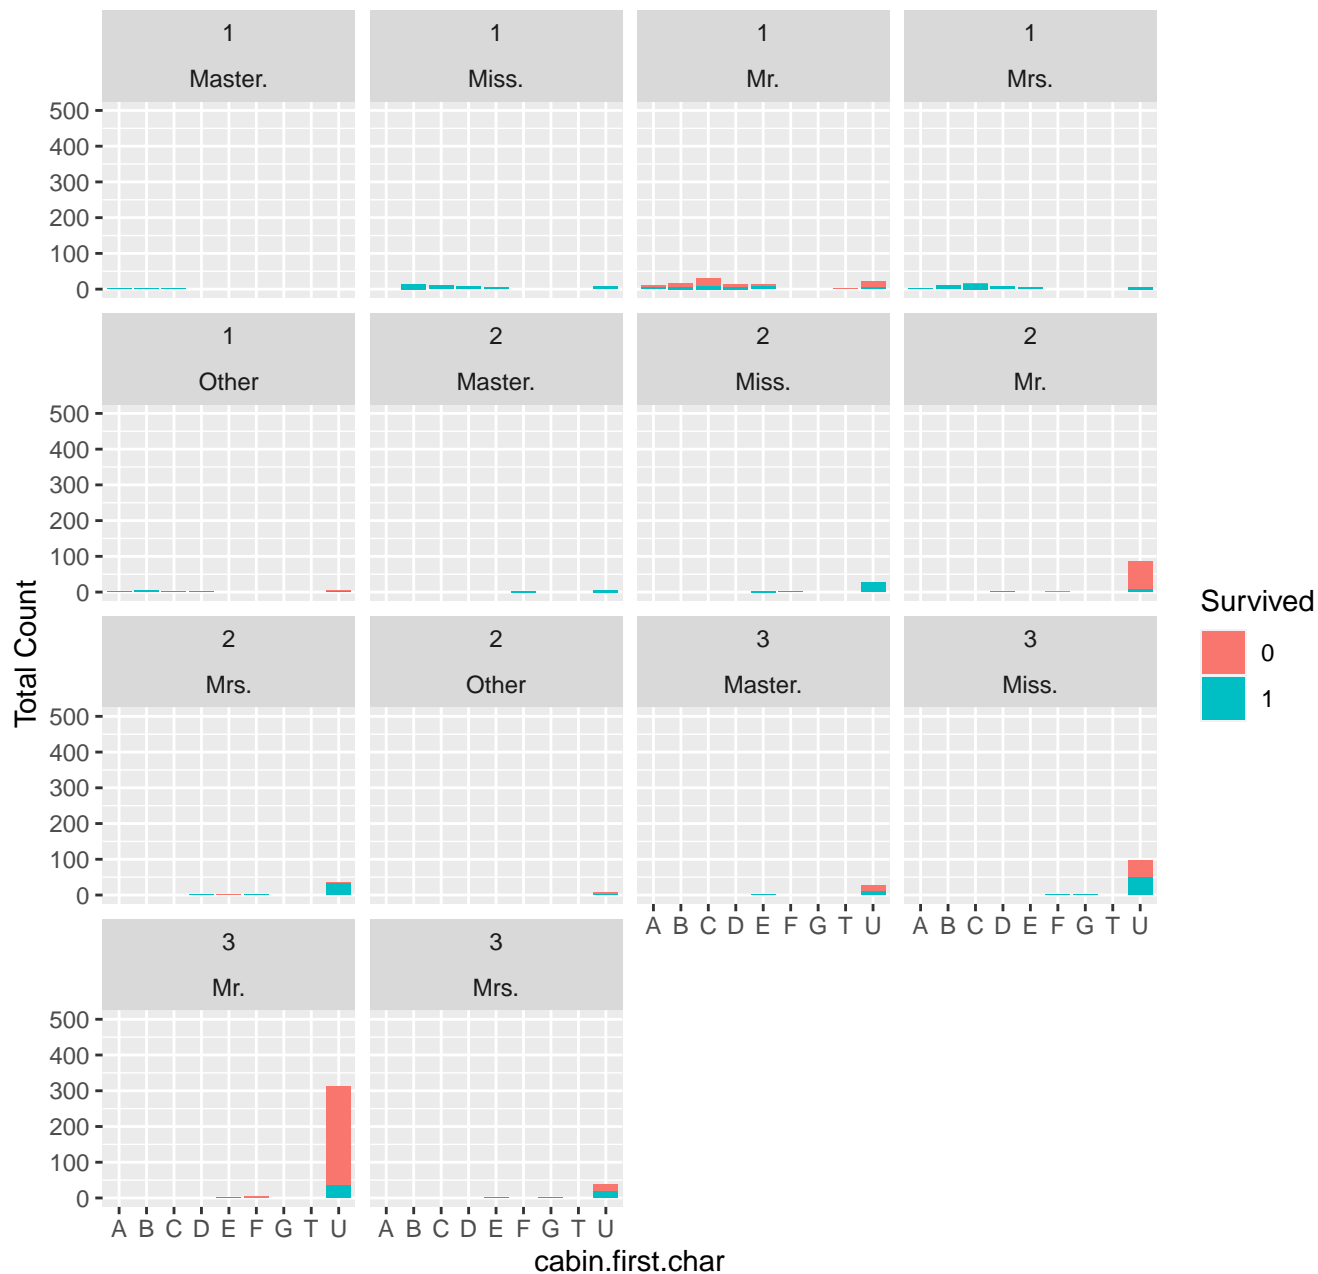 1 1 1 1
Master. Miss. Mr. Mrs.
500
400
300
200
100
0
1 2 2 2
Other Master. Miss. Mr.
500
400
300
200
100
0
2 2 3 3
Mrs. Other Master. Miss.
500
400
300
200
100
0
A B C D E F G T U A B C D E F G T U
3 3
Mr. Mrs.
500
400
300
200
100
0
A B C D E F G T U A B C D E F G T U
cabin.first.char
Total Count
Survived
0
1